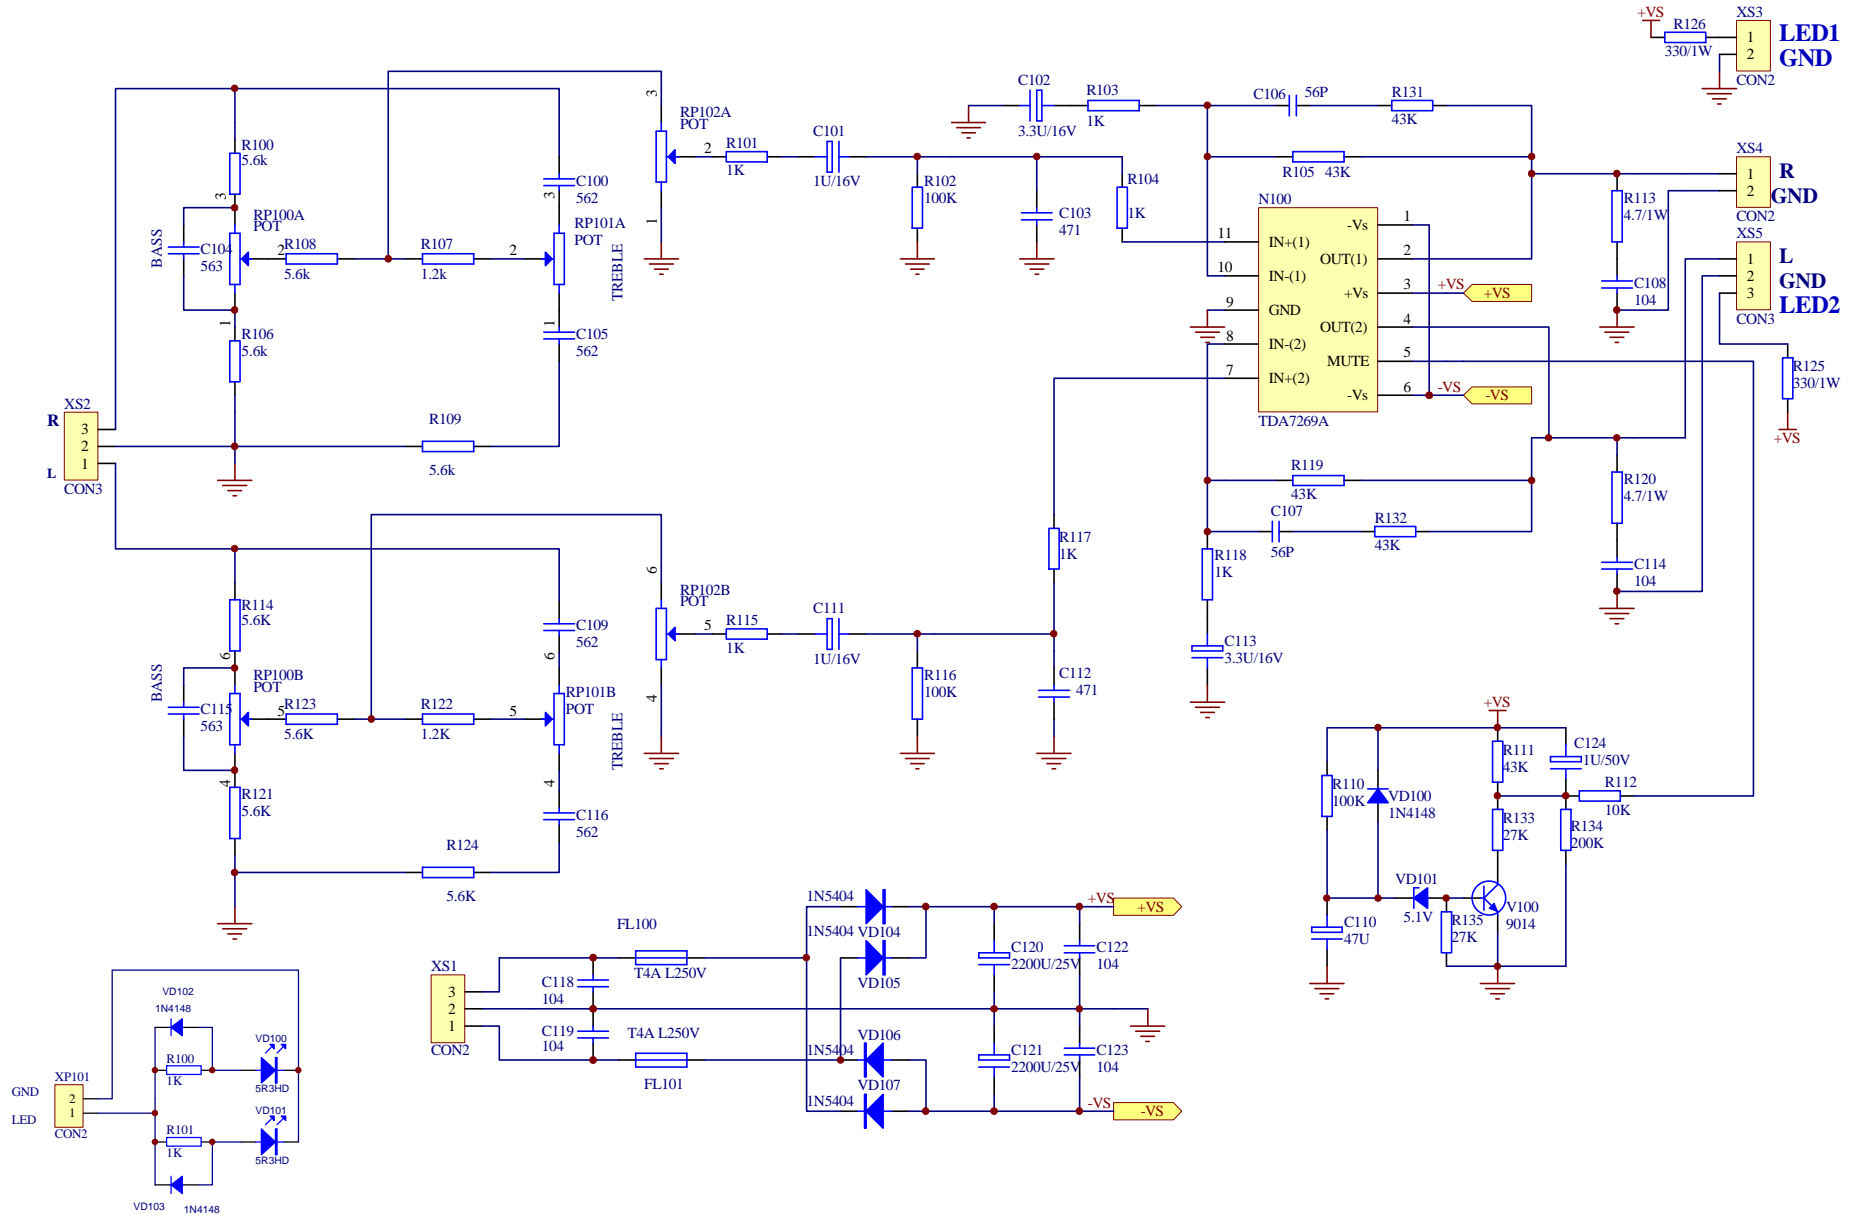 +VS
R126
330/1W
XS3
1
2
CON2
LED1
GND
R100
5.6k
3
RP100A
POT
BASS
C104
563
2
R108
5.6k
R107
1.2k
1
R106
5.6k
C100
562
3
RP101A
POT
2
TREBLE
1
C105
562
R109
5.6k
XS2
R
3
2
1
L
CON3
3
RP102A
POT
2
R101
1K
1
C101
1U/16V
R102
100K
C102
3.3U/16V
R103
1K
C103
471
R104
1K
C106
56P
R131
43K
R105
43K
N100
11
IN+(1)
10
IN-(1)
9
GND
8
IN-(2)
7
IN+(2)
-Vs
1
OUT(1)
2
+Vs
3
OUT(2)
4
MUTE
5
-Vs
6
TDA7269A
+VS
+VS
-VS
-VS
R113
4.7/1W
C108
104
XS4
1
2
CON2
R
GND
XS5
1
2
3
CON3
L
GND
LED2
R125
330/1W
+VS
R119
43K
C107
56P
R132
43K
R118
1K
C113
3.3U/16V
R120
4.7/1W
C114
104
R114
5.6K
6
RP100B
POT
BASS
C115
563
5
R123
5.6K
R122
1.2K
4
R121
5.6K
C109
562
6
RP101B
POT
5
TREBLE
4
C116
562
R124
5.6K
6
RP102B
POT
5
R115
1K
4
C111
1U/16V
R116
100K
R117
1K
C112
471
+VS
R110
100K
VD100
1N4148
R111
43K
C124
1U/50V
R112
10K
R133
27K
R134
200K
VD101
5.1V
V100
9014
R135
27K
C110
47U
XS1
3
2
1
CON2
C118
104
C119
104
FL100
T4A L250V
T4A L250V
FL101
1N5404
VD104
1N5404
VD105
VD106
1N5404
VD107
1N5404
C120
2200U/25V
C122
104
C121
2200U/25V
C123
104
+VS
+VS
-VS
-VS
VD102
1N4148
R100
1K
VD100
5R3HD
XP101
GND
2
LED
1
CON2
R101
1K
VD101
5R3HD
VD103
1N4148